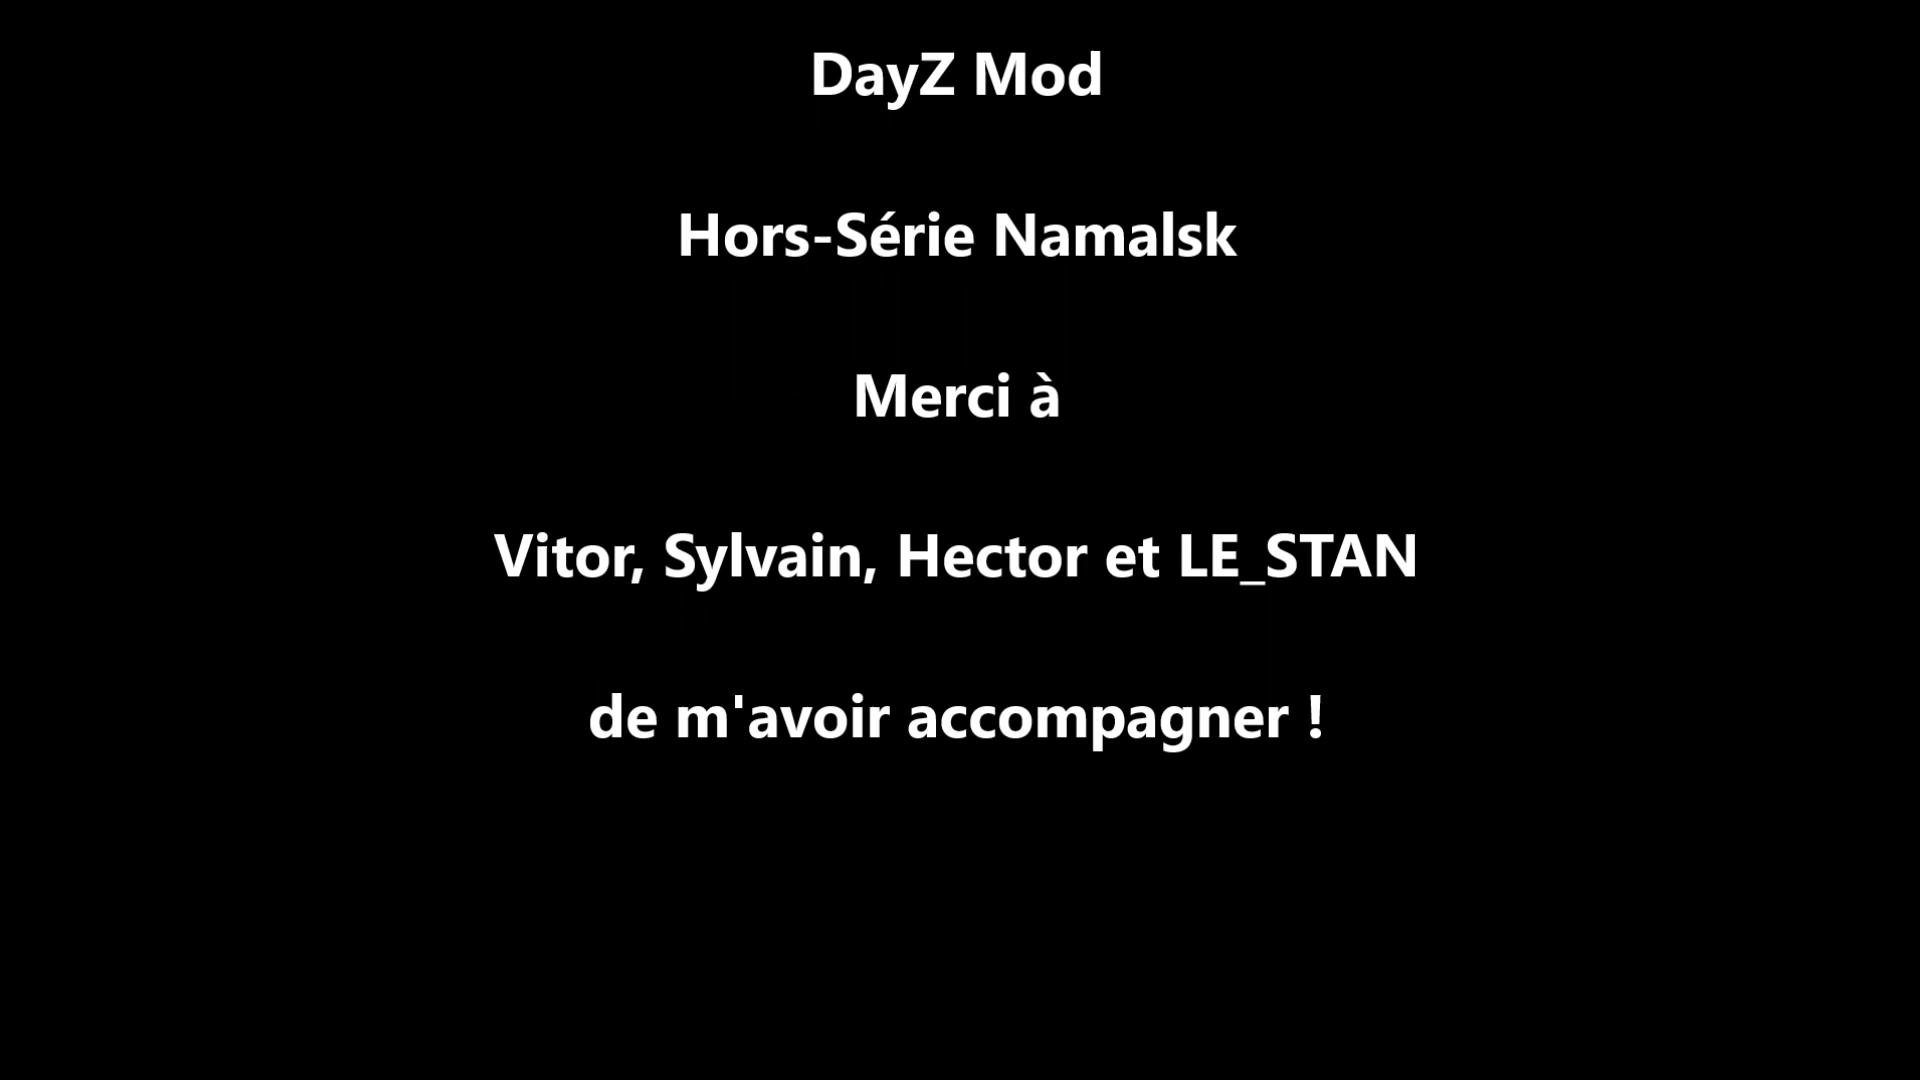 DayZ Mod
Hors-Série Namalsk
Merci à
Vitor, Sylvain, Hector et LE_STAN
de m'avoir accompagner !